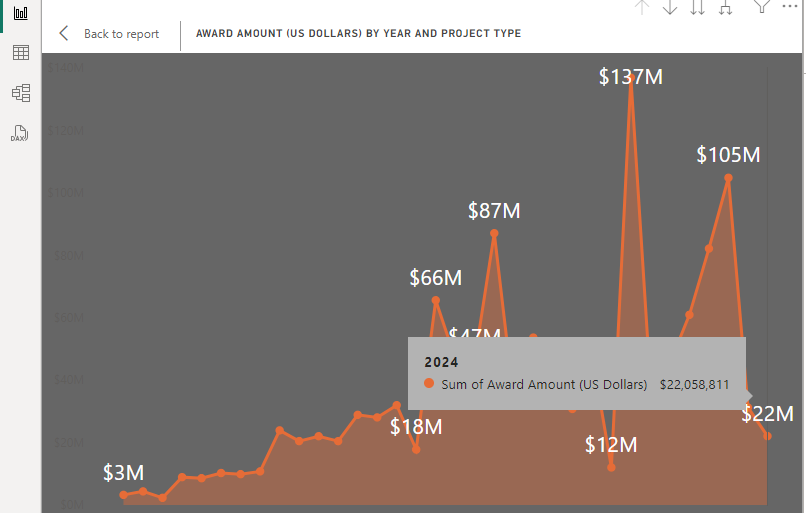 Back to report
AWARD AMOUNT (US DOLLARS) BY YEAR AND PROJECT TYPE
$140M
$137M
$120M
$105M
$100M
$87M
$80M
$66M
$60M
$47M
2024
Sum of Award Amount (US Dollars) $22,058,811
$40M
$22M
$18M
$20M
$12M
$3M
$0M
DAX